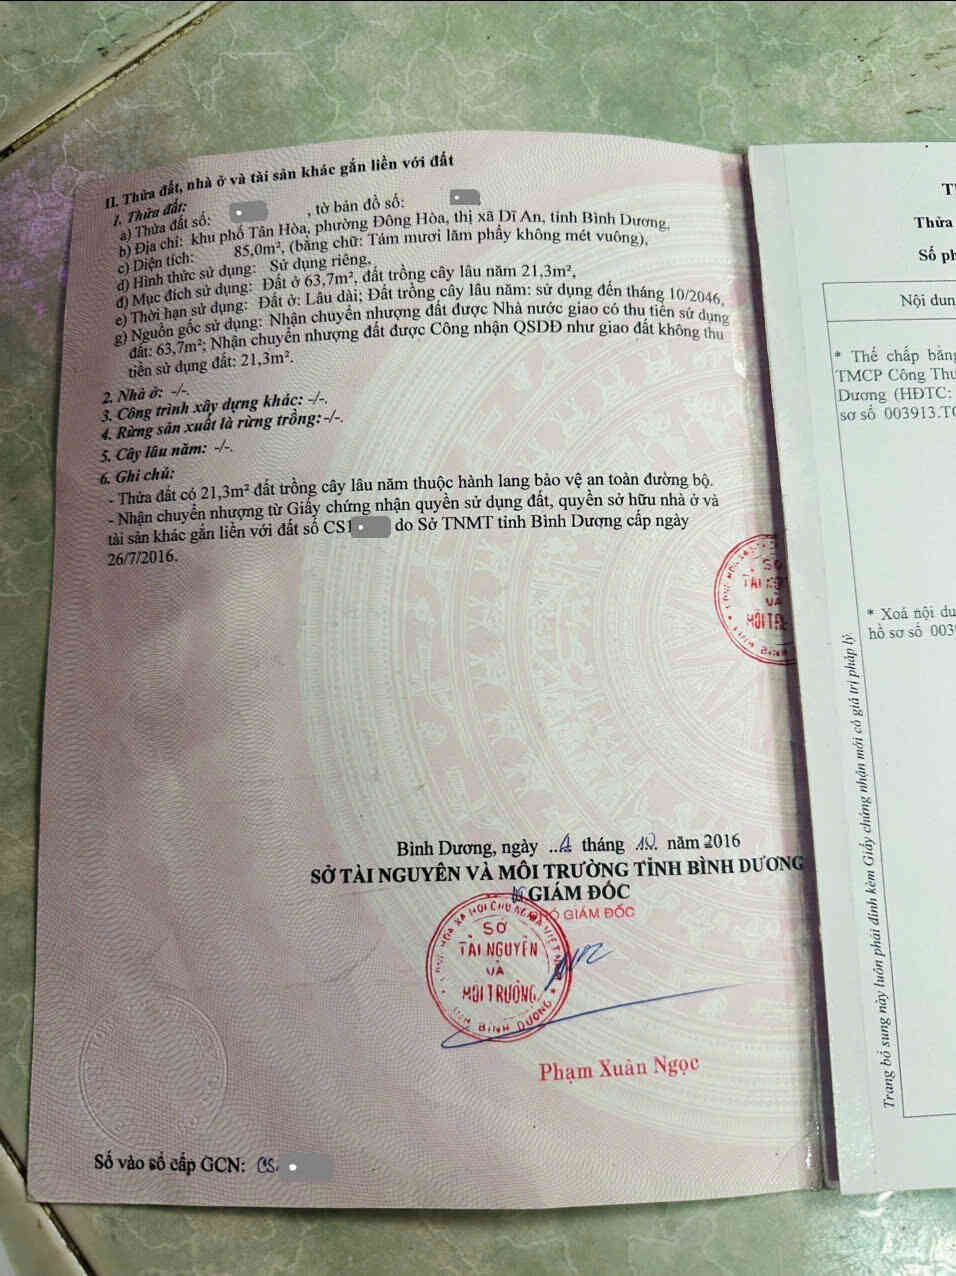 II. Thửa đất, nhà ở và tài sản khác gắn liền với đất
1. Thửa đất:
a) Thửa đất số: , tờ bản đồ số:
b) Địa chỉ: khu phố Tân Hòa, phường Đông Hòa, thị xã Dĩ An, tỉnh Bình Dương,
c) Diện tích: 85,0m², (bằng chữ: Tám mươi lăm phẩy không mét vuông),
d) Hình thức sử dụng: Sử dụng riêng,
đ) Mục đích sử dụng: Đất ở 63,7m², đất trồng cây lâu năm 21,3m²,
e) Thời hạn sử dụng: Đất ở: Lâu dài; Đất trồng cây lâu năm: sử dụng đến tháng 10/2046,
g) Nguồn gốc sử dụng: Nhận chuyển nhượng đất được Nhà nước giao có thu tiền sử dụng
đất: 63,7m²; Nhận chuyển nhượng đất được Công nhận QSDĐ như giao đất không thu
tiền sử dụng đất: 21,3m².
2. Nhà ở: -/-.
3. Công trình xây dựng khác: -/-.
4. Rừng sản xuất là rừng trồng: -/-.
5. Cây lâu năm: -/-.
6. Ghi chú:
- Thửa đất có 21,3m² đất trồng cây lâu năm thuộc hành lang bảo vệ an toàn đường bộ.
- Nhận chuyển nhượng từ Giấy chứng nhận quyền sử dụng đất, quyền sở hữu nhà ở và
tài sản khác gắn liền với đất số CS1 do Sở TNMT tỉnh Bình Dương cấp ngày
26/7/2016.
SỞ
TÀI
VÀ
MÔI
Bình Dương, ngày tháng 10 năm 2016
SỞ TÀI NGUYÊN VÀ MÔI TRƯỜNG TỈNH BÌNH DƯƠNG
GIÁM ĐỐC
PHÓ GIÁM ĐỐC
SỞ
TÀI NGUYÊN
VÀ
MÔI TRƯỜNG
BÌNH DƯƠNG
Phạm Xuân Ngọc
Số vào sổ cấp GCN: CS
Thửa
Số ph
Nội dun
* Thế chấp bằng
TMCP Công Thư
Dương (HĐTC:
sơ số 003913.TC
* Xoá nội du
hồ sơ số 003
Trang bổ sung này luôn phải đính kèm Giấy chứng nhận mới có giá trị pháp lý